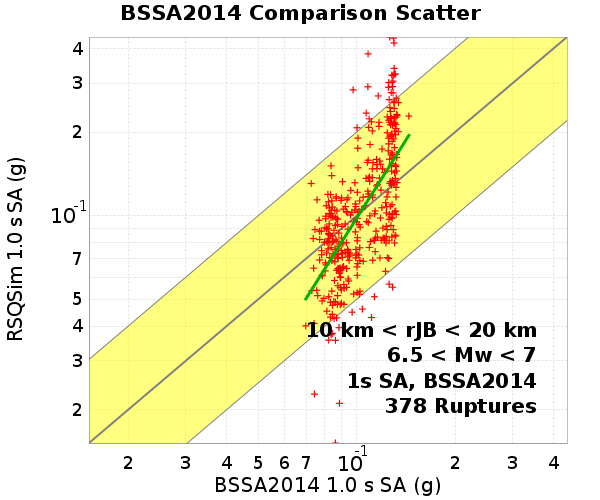 BSSA2014 Comparison Scatter
4
3
2
10-1
7
5
4
3
2
RSQSim 1.0 s SA (g)
10 km < rJB < 20 km
6.5 < Mw < 7
1s SA, BSSA2014
378 Ruptures
2 3 4 5 6 7 10-1 2 3 4
BSSA2014 1.0 s SA (g)